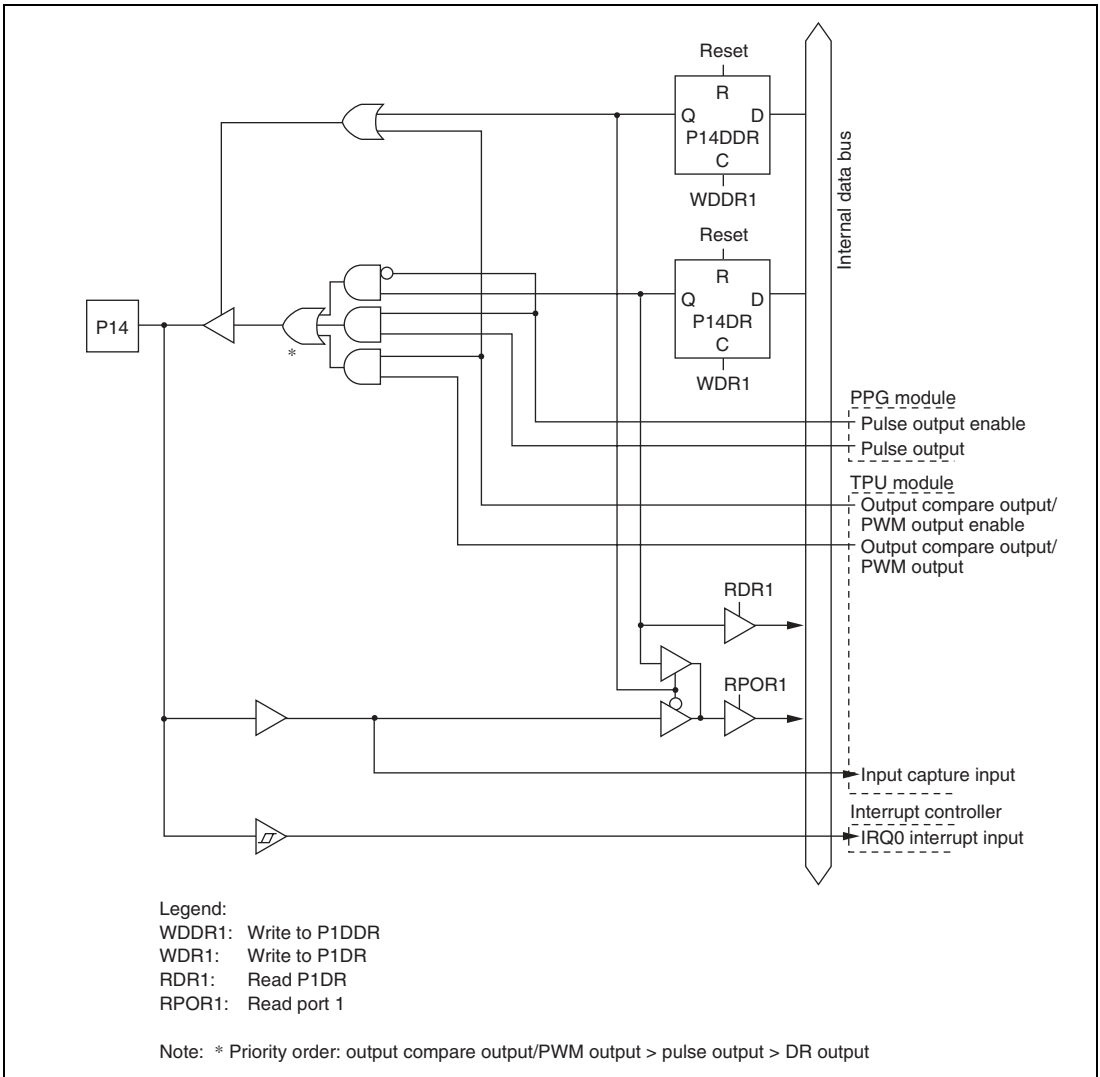 Reset
R
Q D
P14DDR
C
WDDR1
Internal data bus
Reset
R
Q D
P14DR
C
WDR1
P14
*
PPG module
Pulse output enable
Pulse output
TPU module
Output compare output/
PWM output enable
Output compare output/
PWM output
RDR1
RPOR1
Input capture input
Interrupt controller
IRQ0 interrupt input
Legend:
WDDR1: Write to P1DDR
WDR1: Write to P1DR
RDR1: Read P1DR
RPOR1: Read port 1
Note: * Priority order: output compare output/PWM output > pulse output > DR output